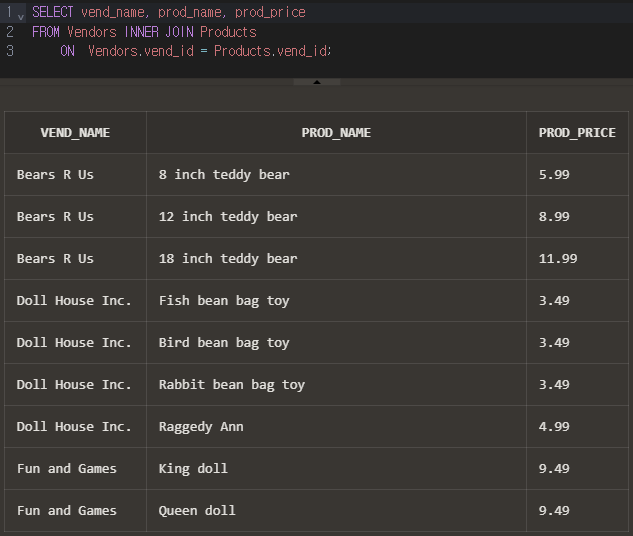 1 SELECT vend_name, prod_name, prod_price
2 FROM Vendors INNER JOIN Products
3 ON Vendors.vend_id = Products.vend_id;
VEND_NAME PROD_NAME PROD_PRICE
Bears R Us 8 inch teddy bear 5.99
Bears R Us 12 inch teddy bear 8.99
Bears R Us 18 inch teddy bear 11.99
Doll House Inc. Fish bean bag toy 3.49
Doll House Inc. Bird bean bag toy 3.49
Doll House Inc. Rabbit bean bag toy 3.49
Doll House Inc. Raggedy Ann 4.99
Fun and Games King doll 9.49
Fun and Games Queen doll 9.49